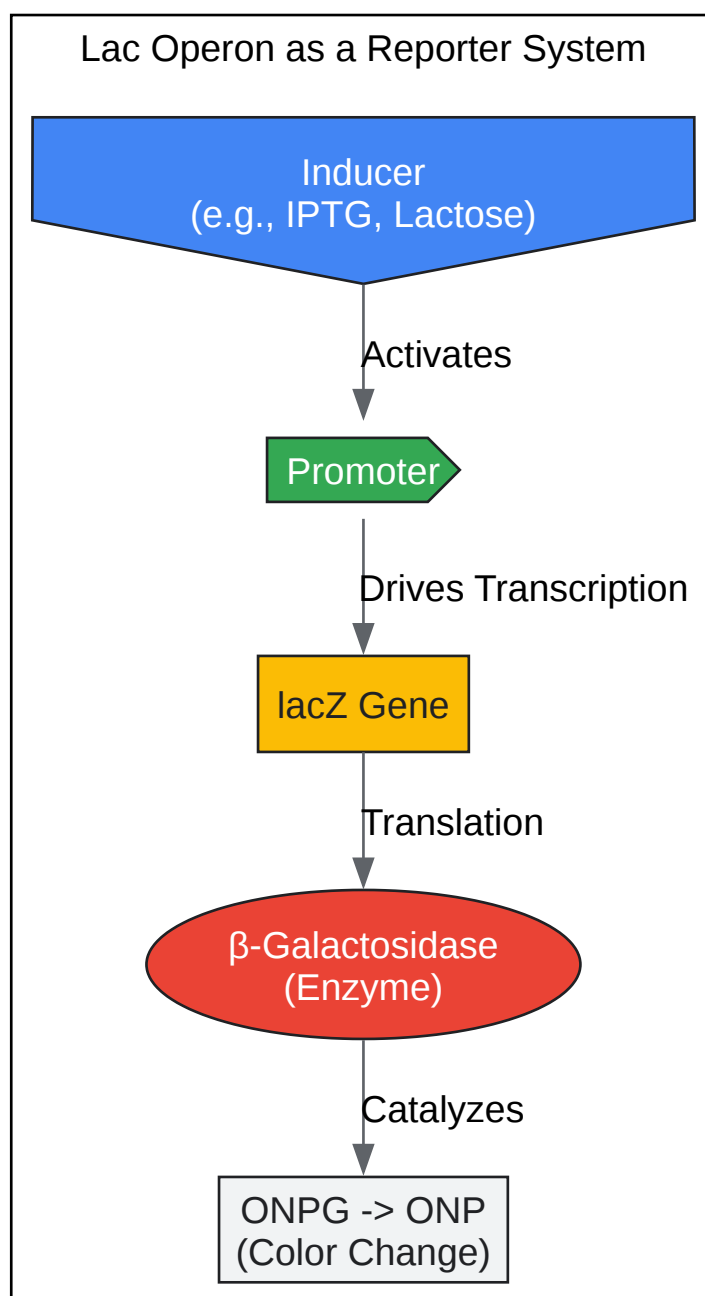 Lac Operon as a Reporter System
Inducer
(e.g., IPTG, Lactose)
Activates
Promoter
Drives Transcription
lacZ Gene
Translation
β-Galactosidase
(Enzyme)
Catalyzes
ONPG -> ONP
(Color Change)